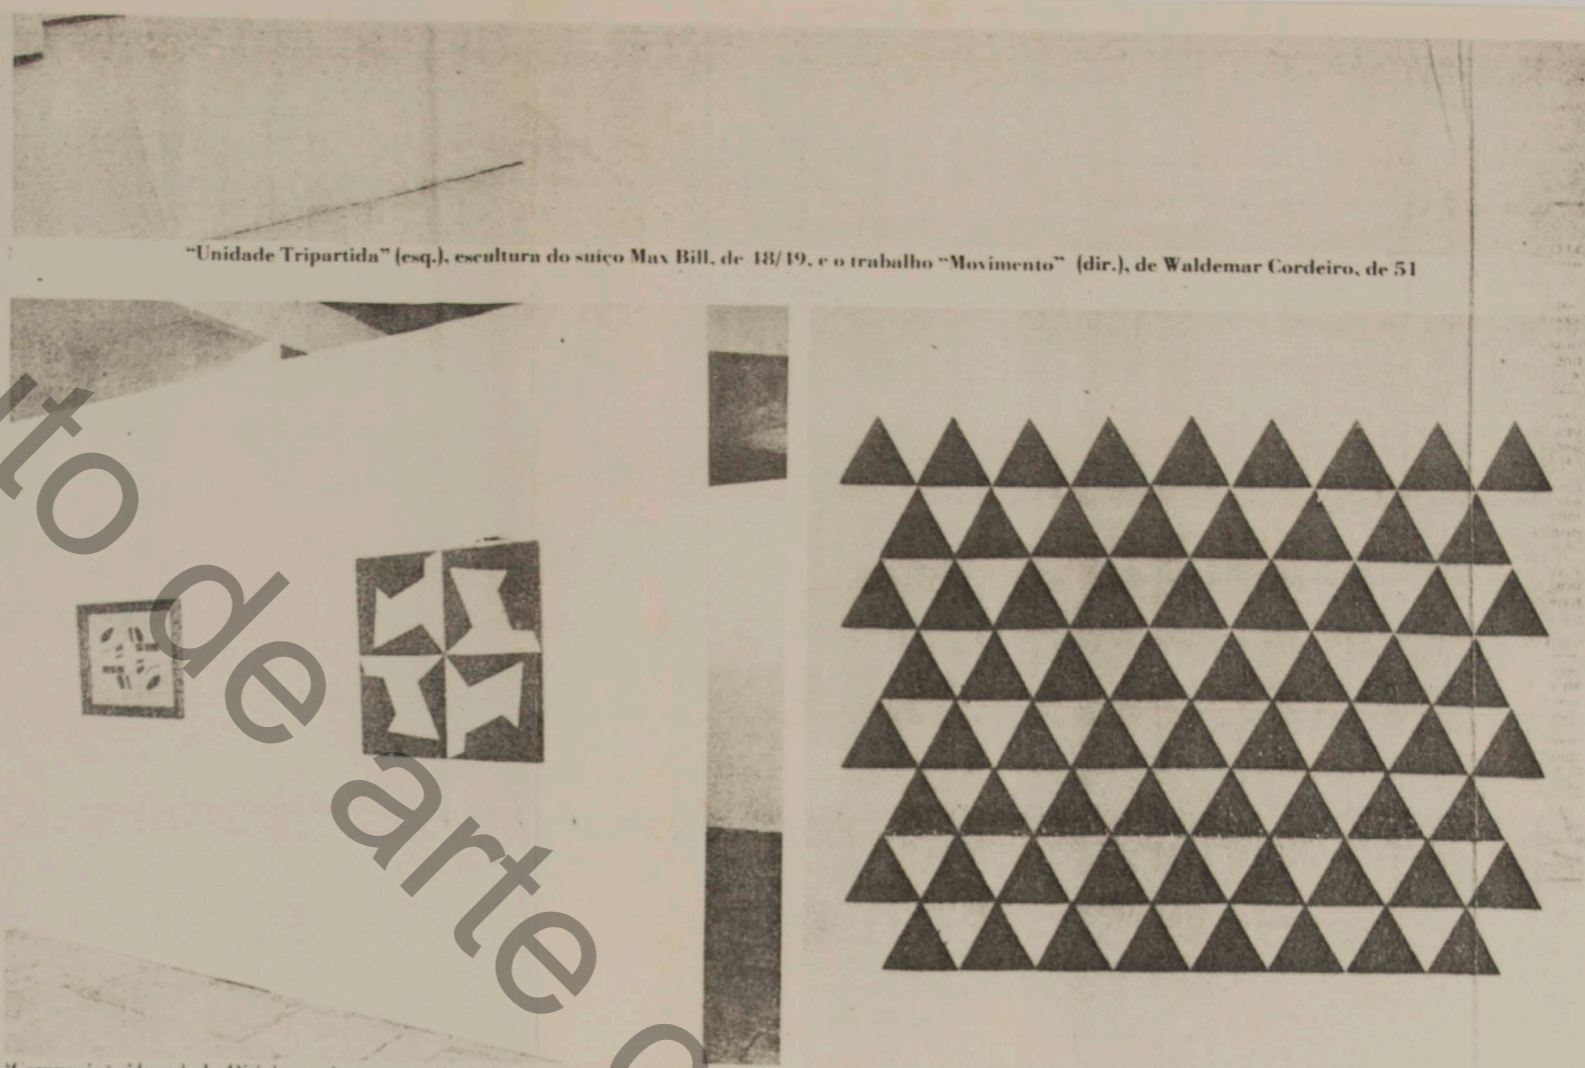 “Unidade Tripartida” (esq.), escultura do suíço Max Bill, de 48/49, e o trabalho “Movimento” (dir.), de Waldemar Cordeiro, de 51
to de arte